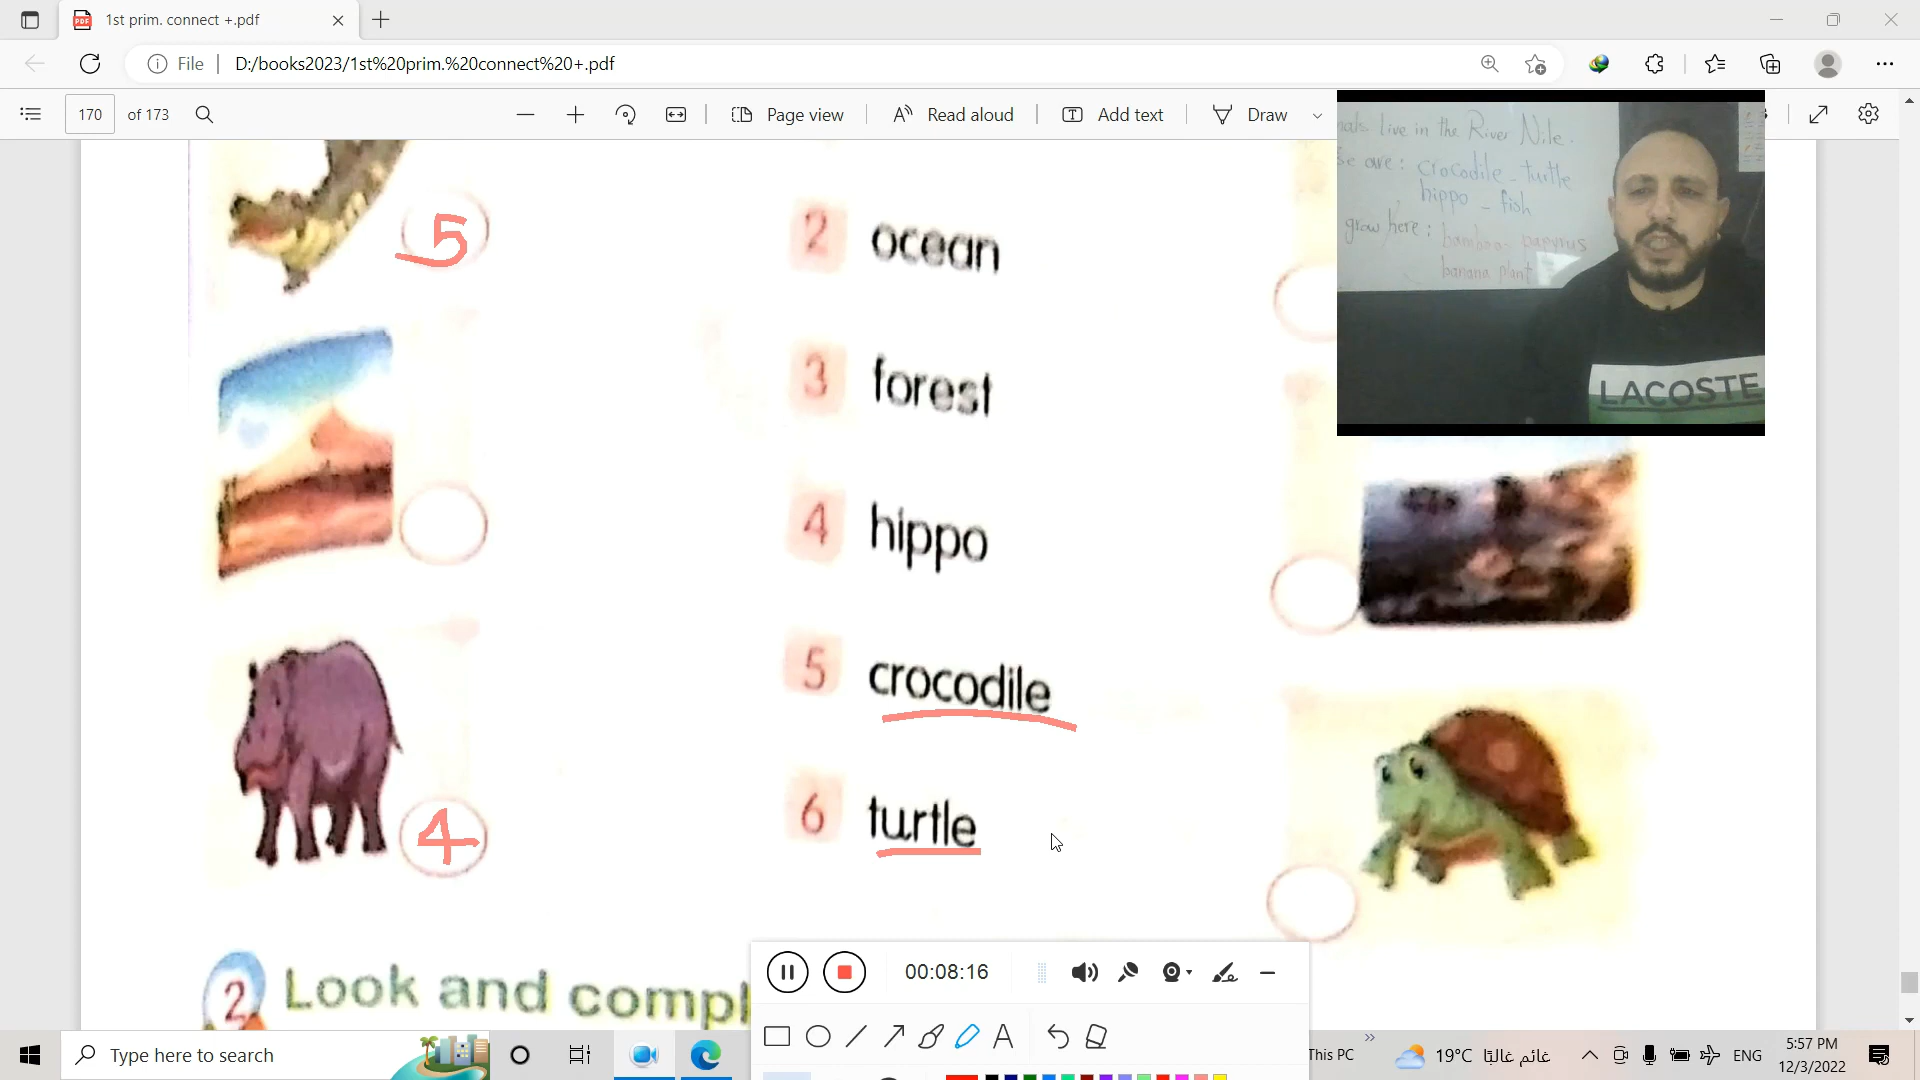 1st prim. connect +.pdf
File
D:/books2023/1st%20prim.%20connect%20+.pdf
170 of 173
Page view
Read aloud
Add text
Draw
live in the River Nile.
are: crocodile - turtle
hippo - fish
grow here: bamboo - papyrus
banana plant
LACOSTE
5
2 ocean
3 forest
4 hippo
5 crocodile
4
6 turtle
2 Look and compl
00:08:16
A
Type here to search
This PC
19°C غائم غالبًا
ENG
5:57 PM
12/3/2022